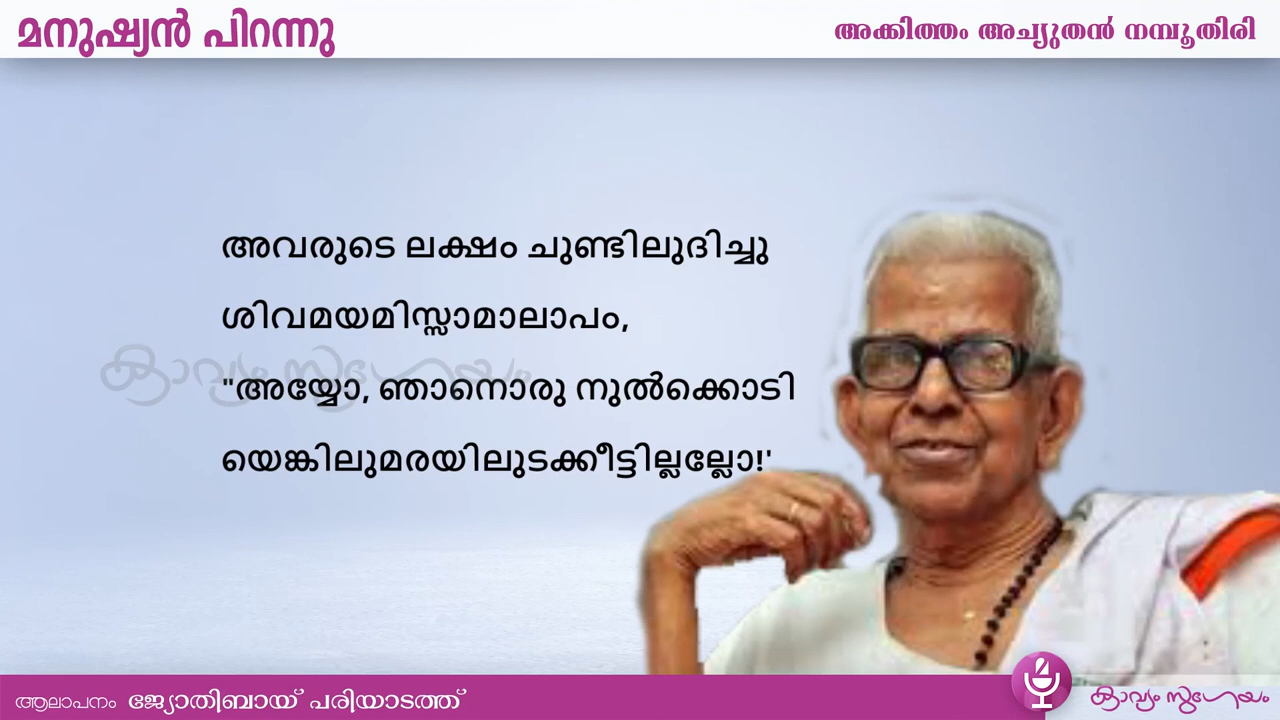 മനുഷ്യൻ പിറന്നു
അക്കിത്തം അച്യുതൻ നമ്പൂതിരി
അവരുടെ ലക്ഷം ചുണ്ടിലുദിച്ചു
ശിവമയമിസ്സാമാലാപം,
കാവ്യം സുഗേയം
"അയ്യോ, ഞാനൊരു നുൽക്കൊടി
യെങ്കിലുമരയിലുടക്കീട്ടില്ലല്ലോ!'
ആലാപനം ജ്യോതിബായ് പരിയാടത്ത്
കാവ്യം സുഗേയം